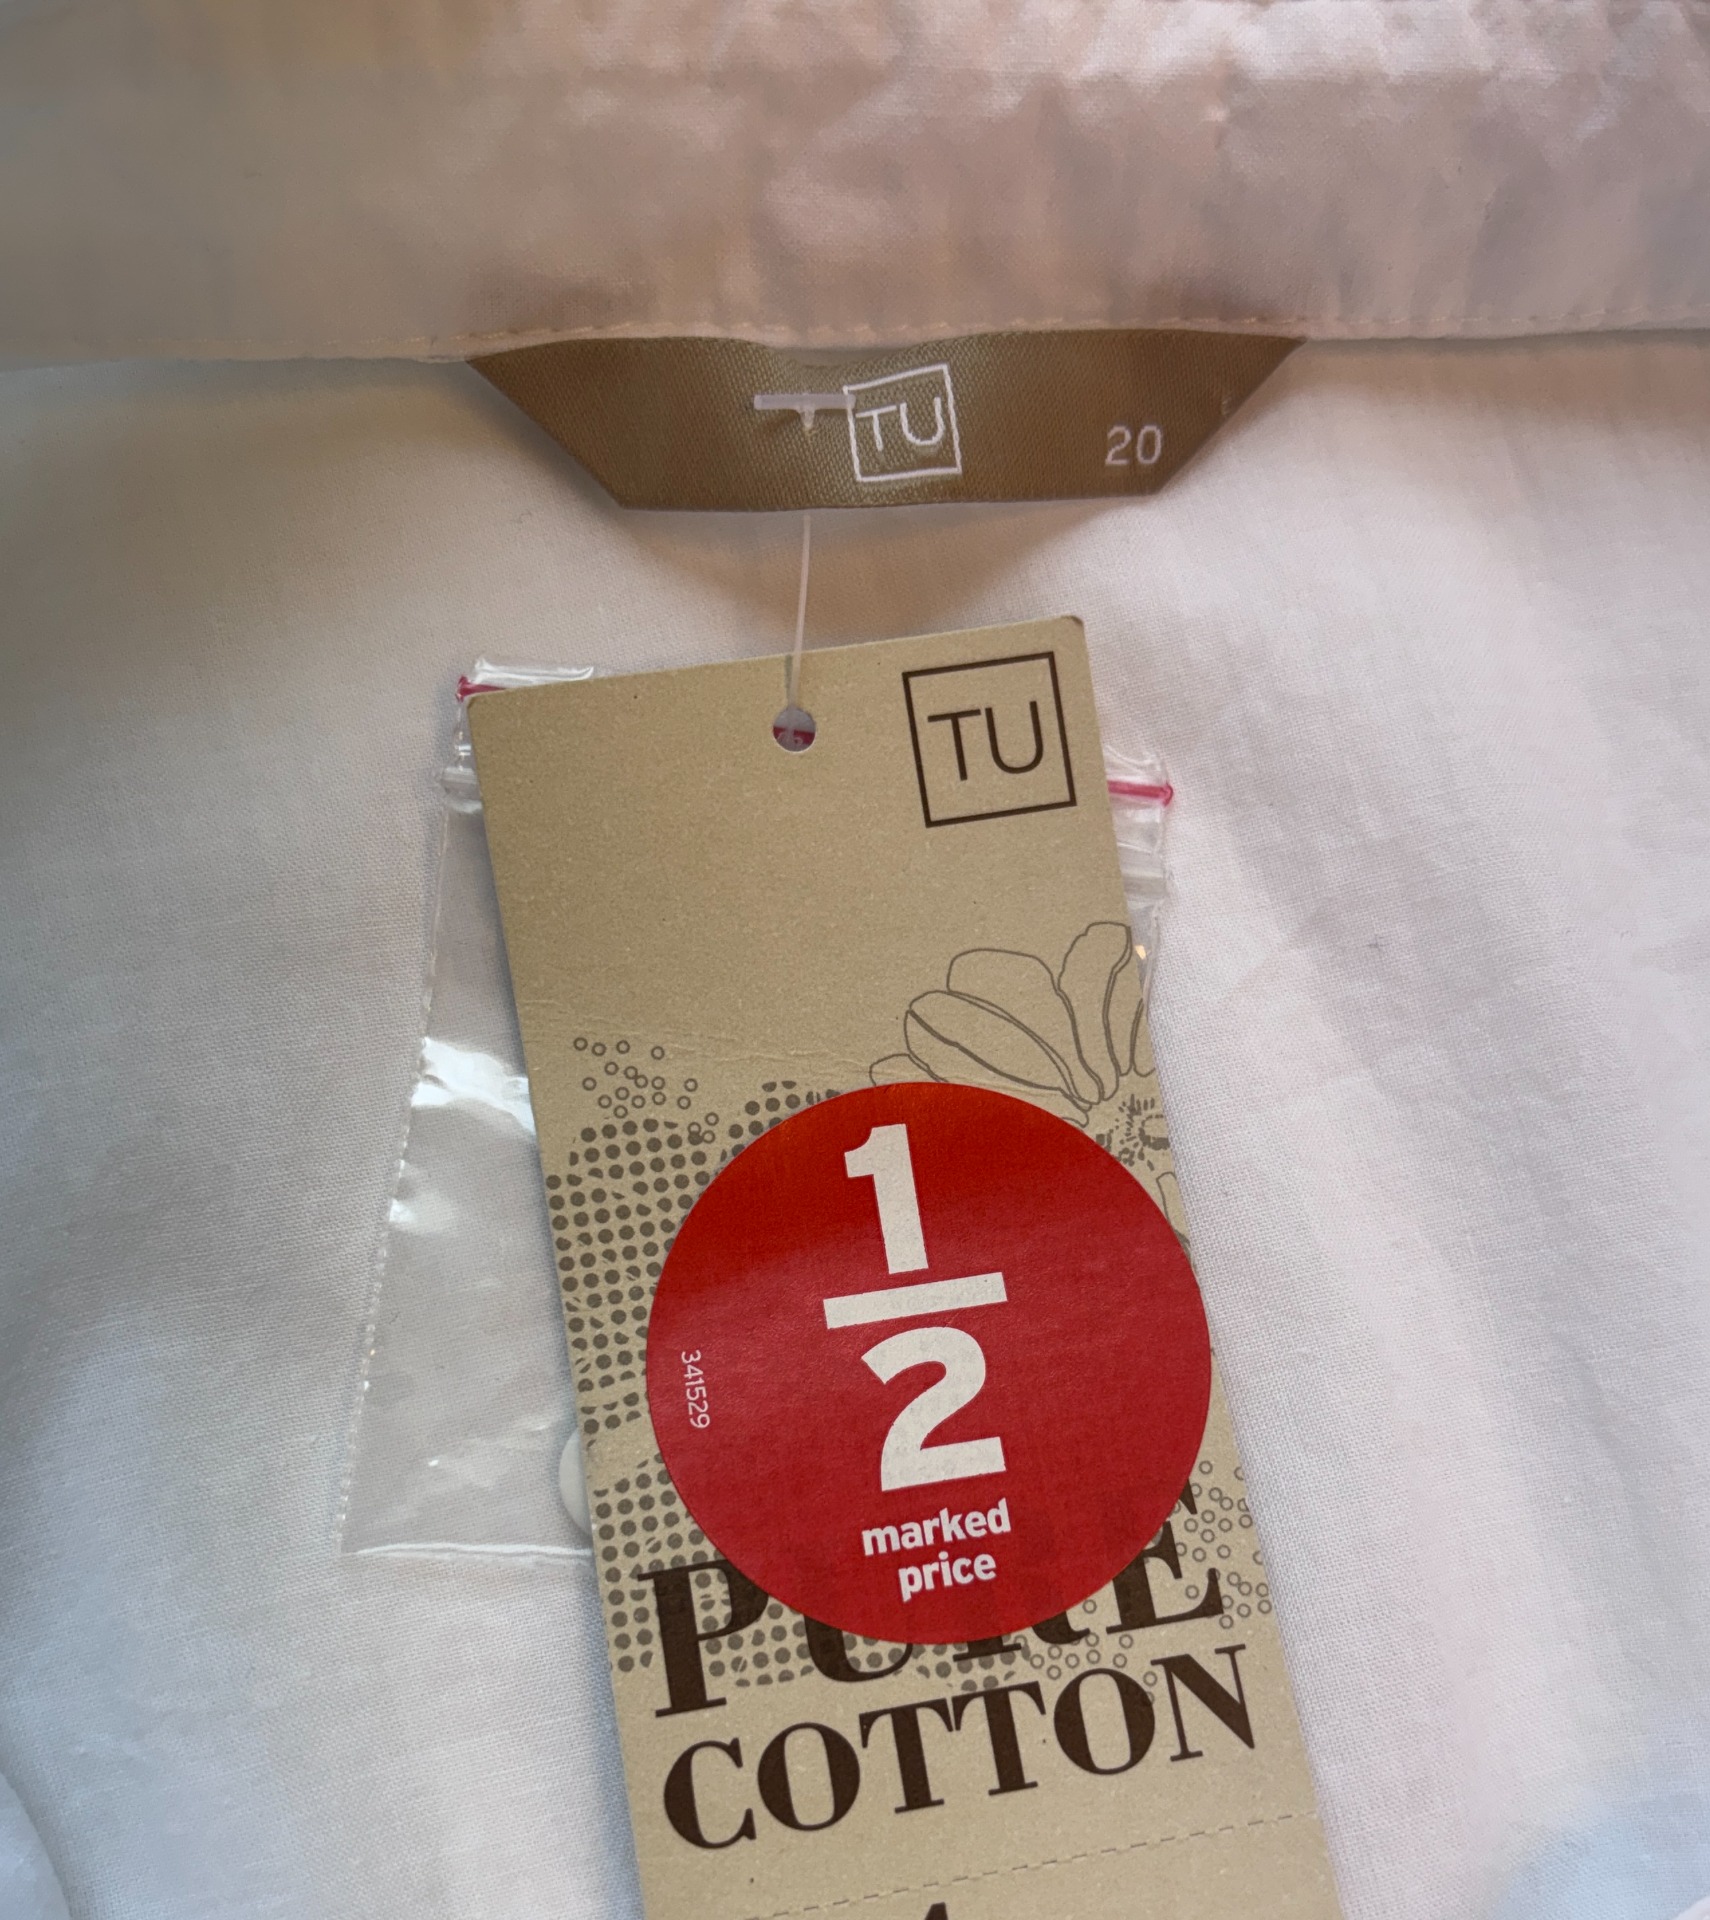 TU
20
TU
1
2
marked
price
341529
PURE
COTTON